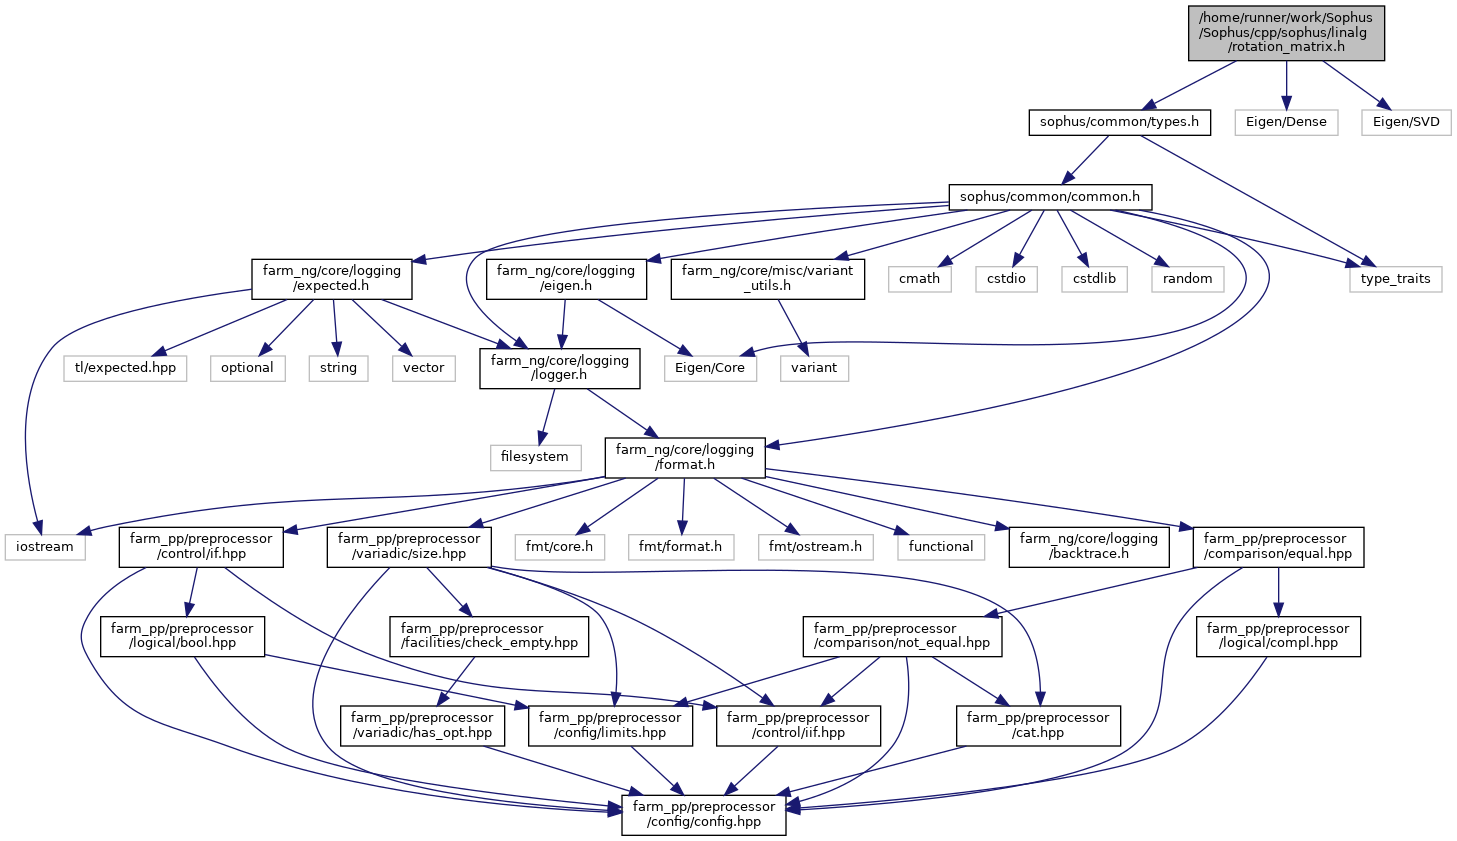 /home/runner/work/Sophus
/Sophus/cpp/sophus/linalg
/rotation_matrix.h
sophus/common/types.h
Eigen/Dense
Eigen/SVD
sophus/common/common.h
farm_ng/core/logging
/expected.h
farm_ng/core/logging
/eigen.h
farm_ng/core/misc/variant
_utils.h
cmath
cstdio
cstdlib
random
type_traits
tl/expected.hpp
optional
string
vector
farm_ng/core/logging
/logger.h
Eigen/Core
variant
filesystem
farm_ng/core/logging
/format.h
iostream
farm_pp/preprocessor
/control/if.hpp
farm_pp/preprocessor
/variadic/size.hpp
fmt/core.h
fmt/format.h
fmt/ostream.h
functional
farm_ng/core/logging
/backtrace.h
farm_pp/preprocessor
/comparison/equal.hpp
farm_pp/preprocessor
/logical/bool.hpp
farm_pp/preprocessor
/facilities/check_empty.hpp
farm_pp/preprocessor
/comparison/not_equal.hpp
farm_pp/preprocessor
/logical/compl.hpp
farm_pp/preprocessor
/variadic/has_opt.hpp
farm_pp/preprocessor
/config/limits.hpp
farm_pp/preprocessor
/control/iif.hpp
farm_pp/preprocessor
/cat.hpp
farm_pp/preprocessor
/config/config.hpp